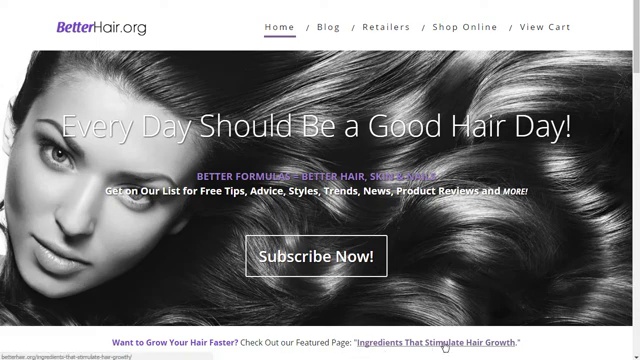 BetterHair.org
Home / Blog / Retailers / Shop Online / View Cart
Every Day Should Be a Good Hair Day!
BETTER FORMULAS = BETTER HAIR, SKIN & NAILS
Get on Our List for Free Tips, Advice, Styles, Trends, News, Product Reviews and MORE!
Subscribe Now!
Want to Grow Your Hair Faster? Check Out our Featured Page: "Ingredients That Stimulate Hair Growth."
betterhair.org/ingredients-that-stimulate-hair-growth/